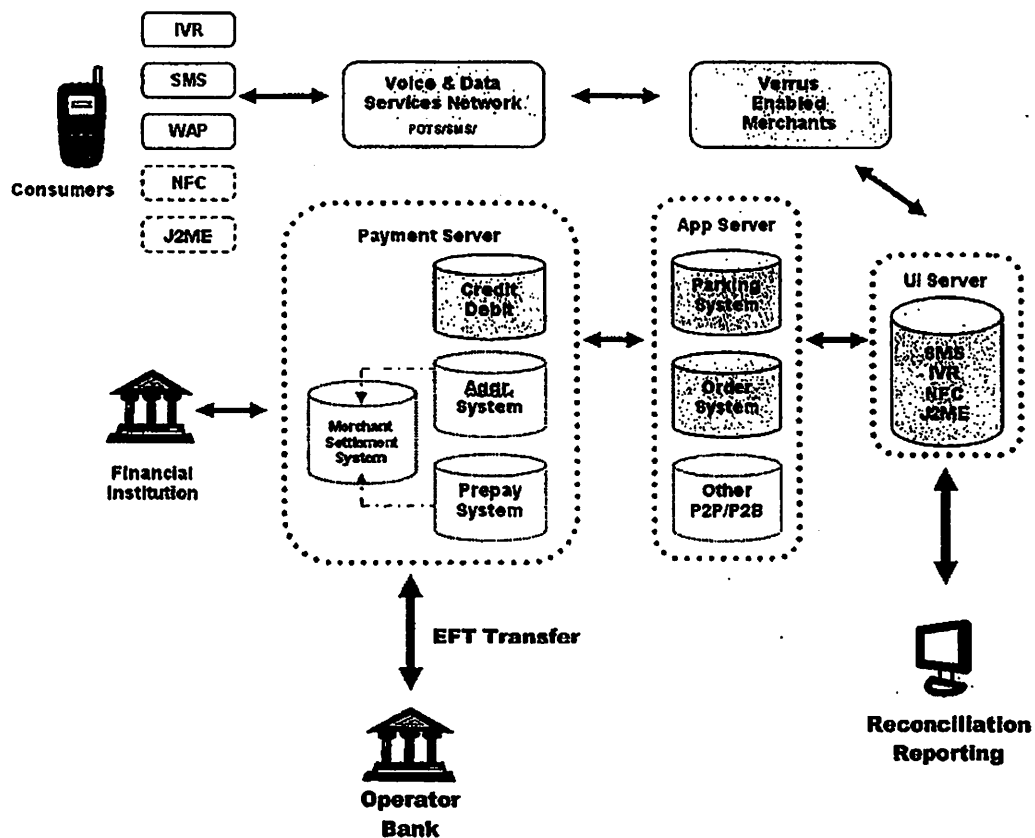 IVR
SMS
WAP
NFC
J2ME
Consumers
Voice & Data
Services Network
POTS/SMS/
Verrus
Enabled
Merchants
Payment Server
Credit
Debit
Aggr.
System
Merchant
Settlement
System
Prepay
System
App Server
Parking
System
Order
System
Other
P2P/P2B
UI Server
SMS
IVR
NFC
J2ME
Financial
Institution
EFT Transfer
Operator
Bank
Reconciliation
Reporting